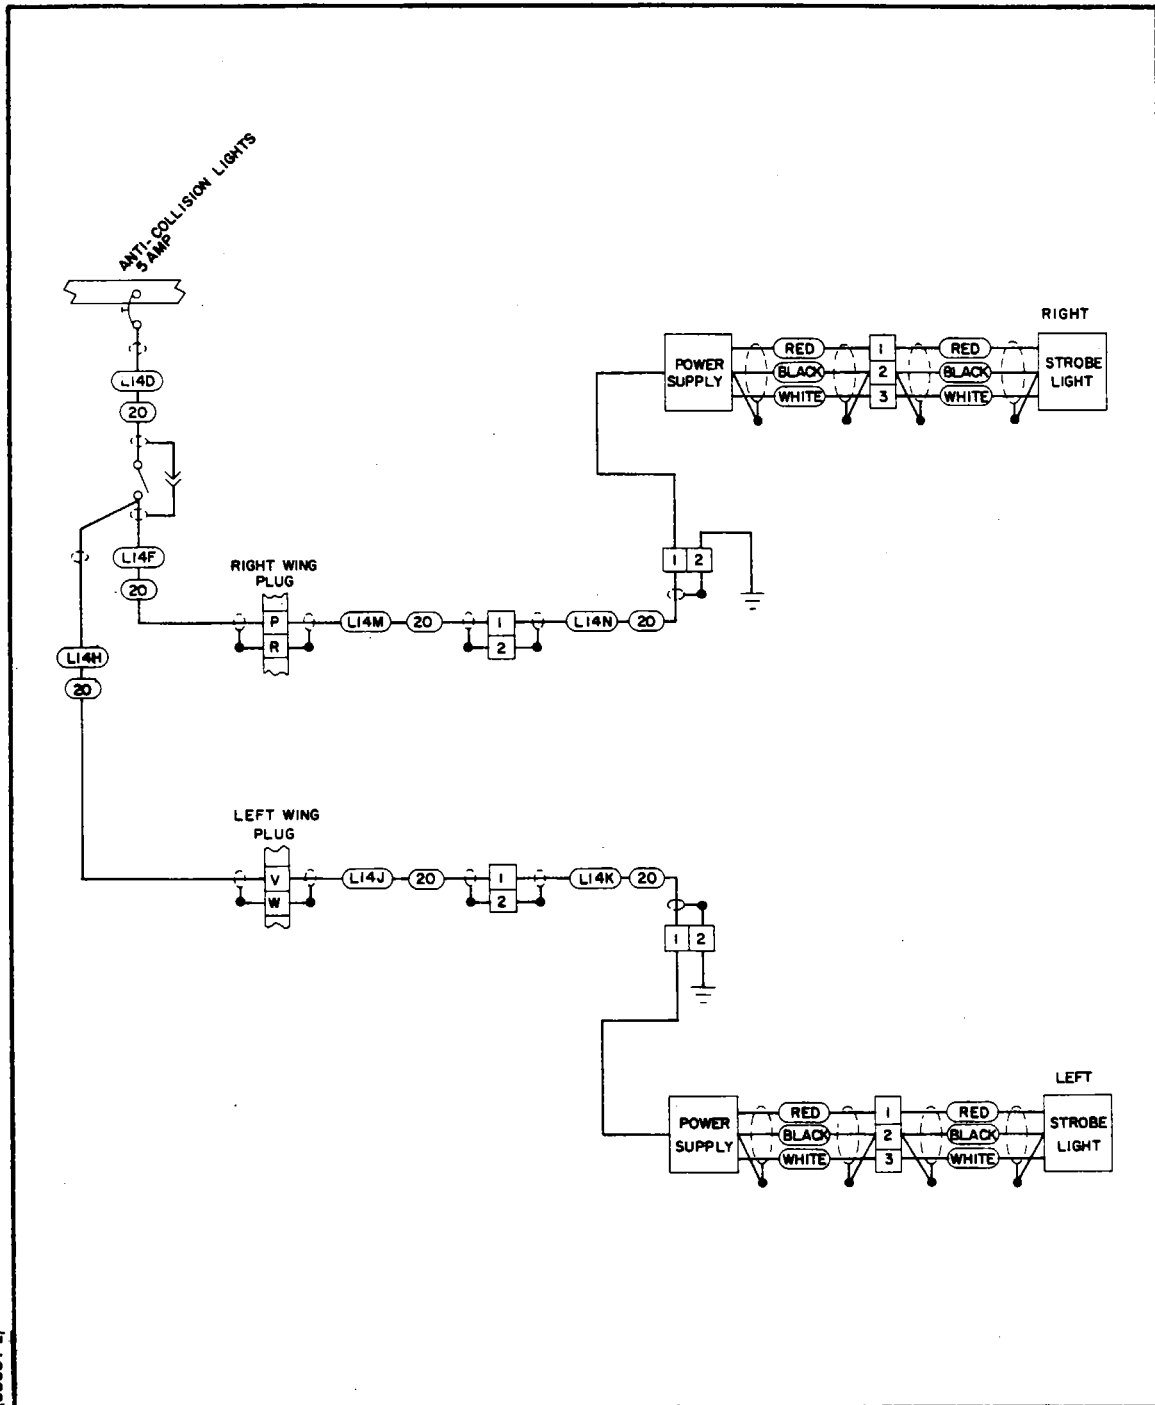 ANTI-COLLISION LIGHTS
5 AMP
L14D
20
L14F
20
L14H
20
RIGHT WING
PLUG
P
R
L14M
20
1
2
L14N
20
1
2
POWER
SUPPLY
RED
BLACK
WHITE
1
2
3
RED
BLACK
WHITE
RIGHT
STROBE
LIGHT
LEFT WING
PLUG
V
W
L14J
20
1
2
L14K
20
1
2
POWER
SUPPLY
RED
BLACK
WHITE
1
2
3
RED
BLACK
WHITE
LEFT
STROBE
LIGHT